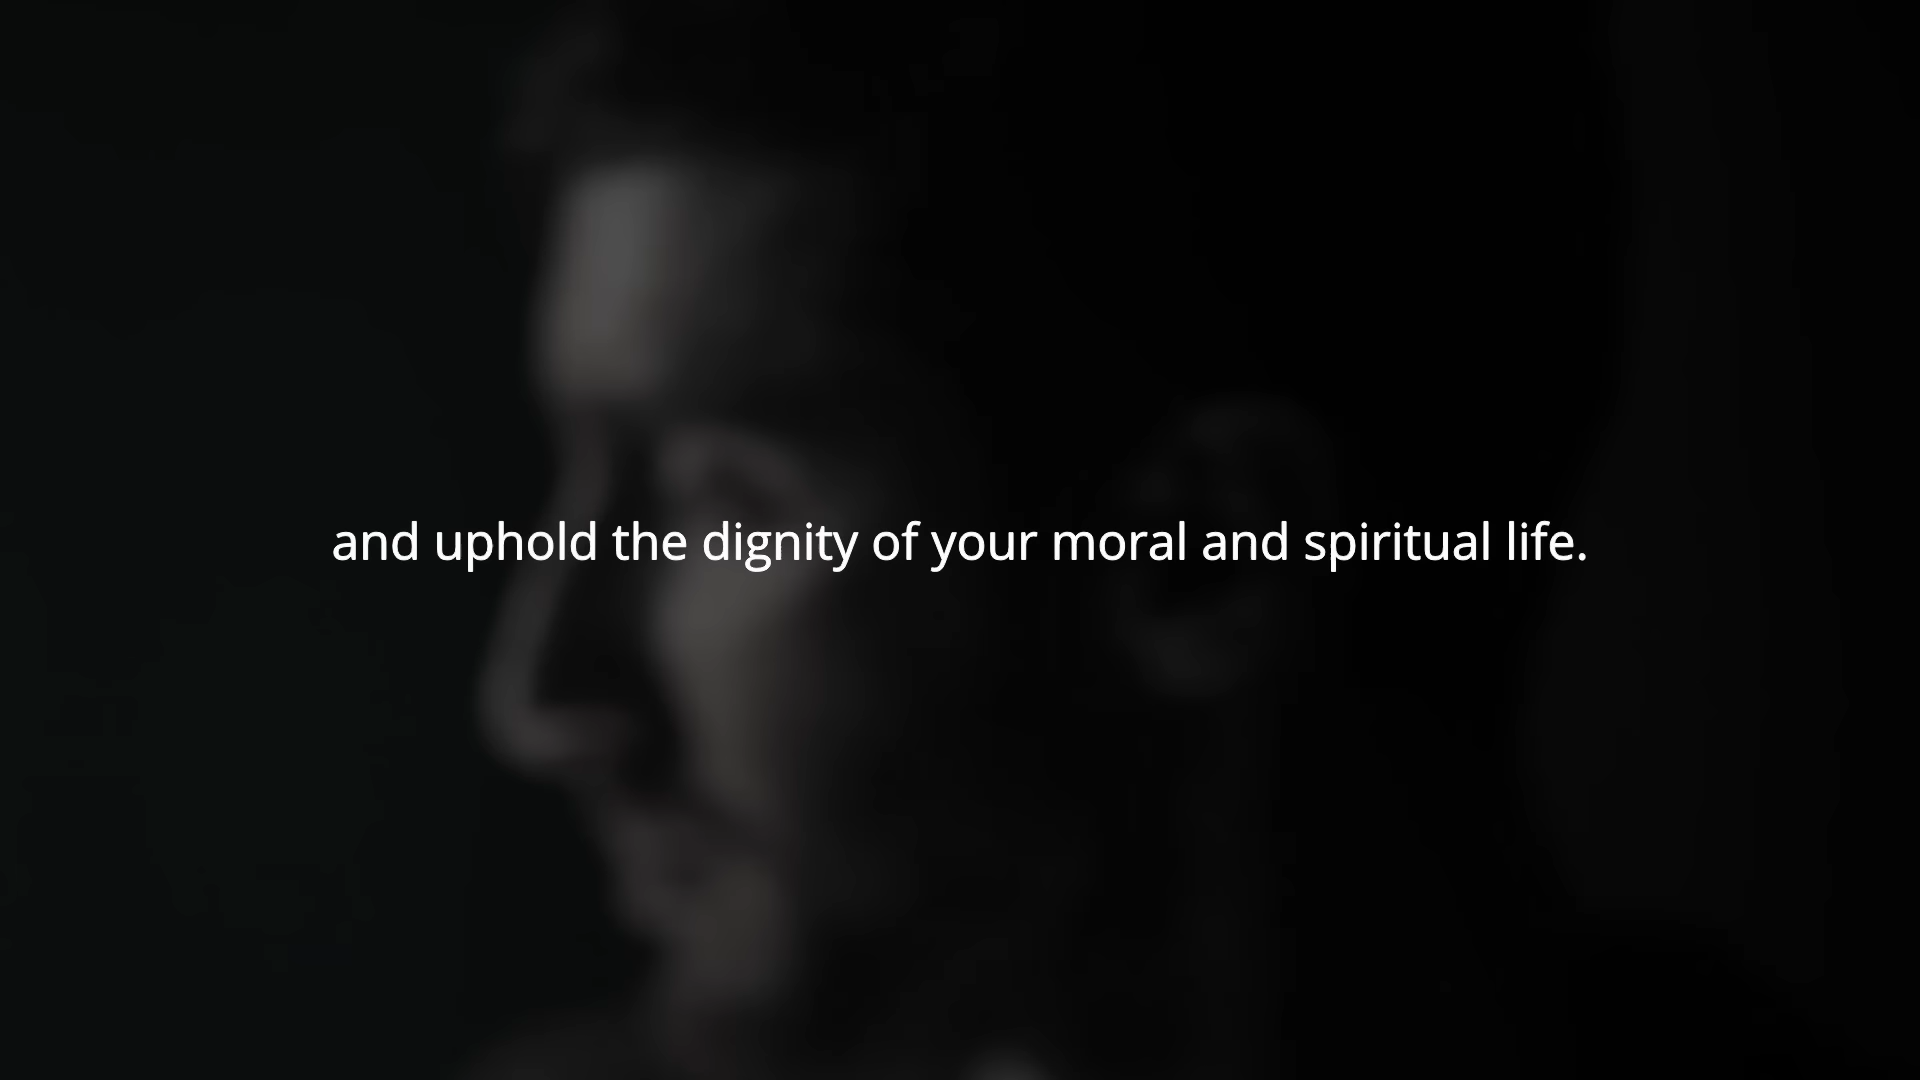 and uphold the dignity of your moral and spiritual life.